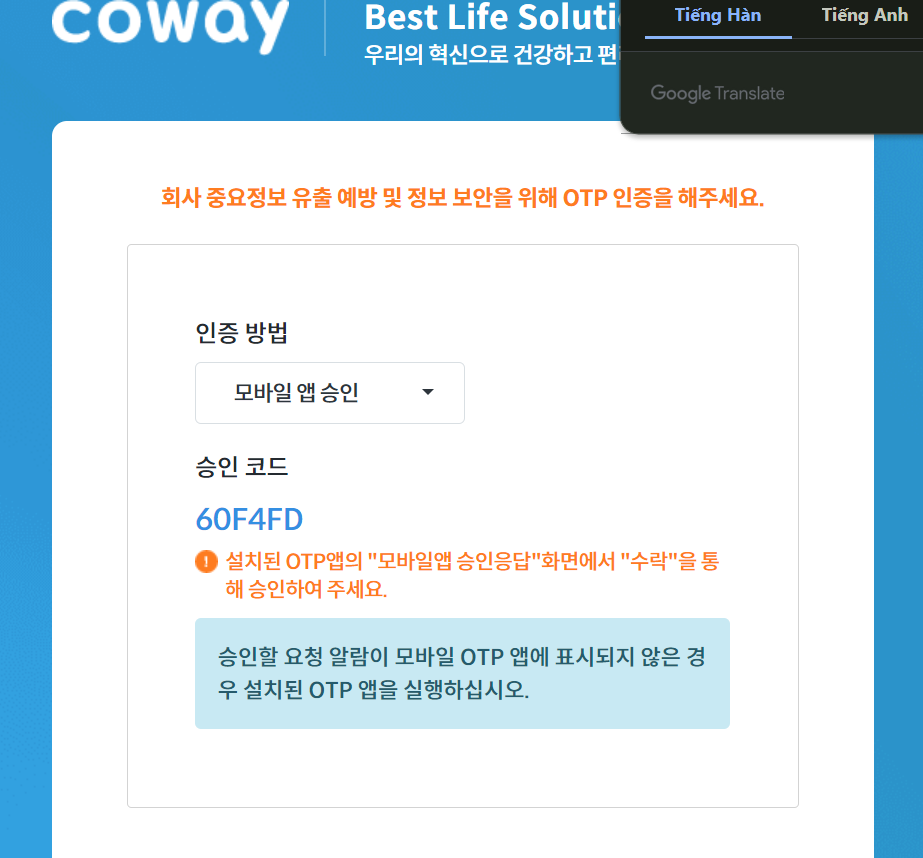 coway
Best Life Soluti
Tiếng Hàn
Tiếng Anh
우리의 혁신으로 건강하고
Google Translate
회사 중요정보 유출 예방 및 정보 보안을 위해 OTP 인증을 해주세요.
인증 방법
모바일 앱 승인
승인 코드
60F4FD
설치된 OTP앱의 "모바일앱 승인응답"화면에서 "수락"을 통
해 승인하여 주세요.
승인할 요청 알람이 모바일 OTP 앱에 표시되지 않은 경
우 설치된 OTP 앱을 실행하십시오.